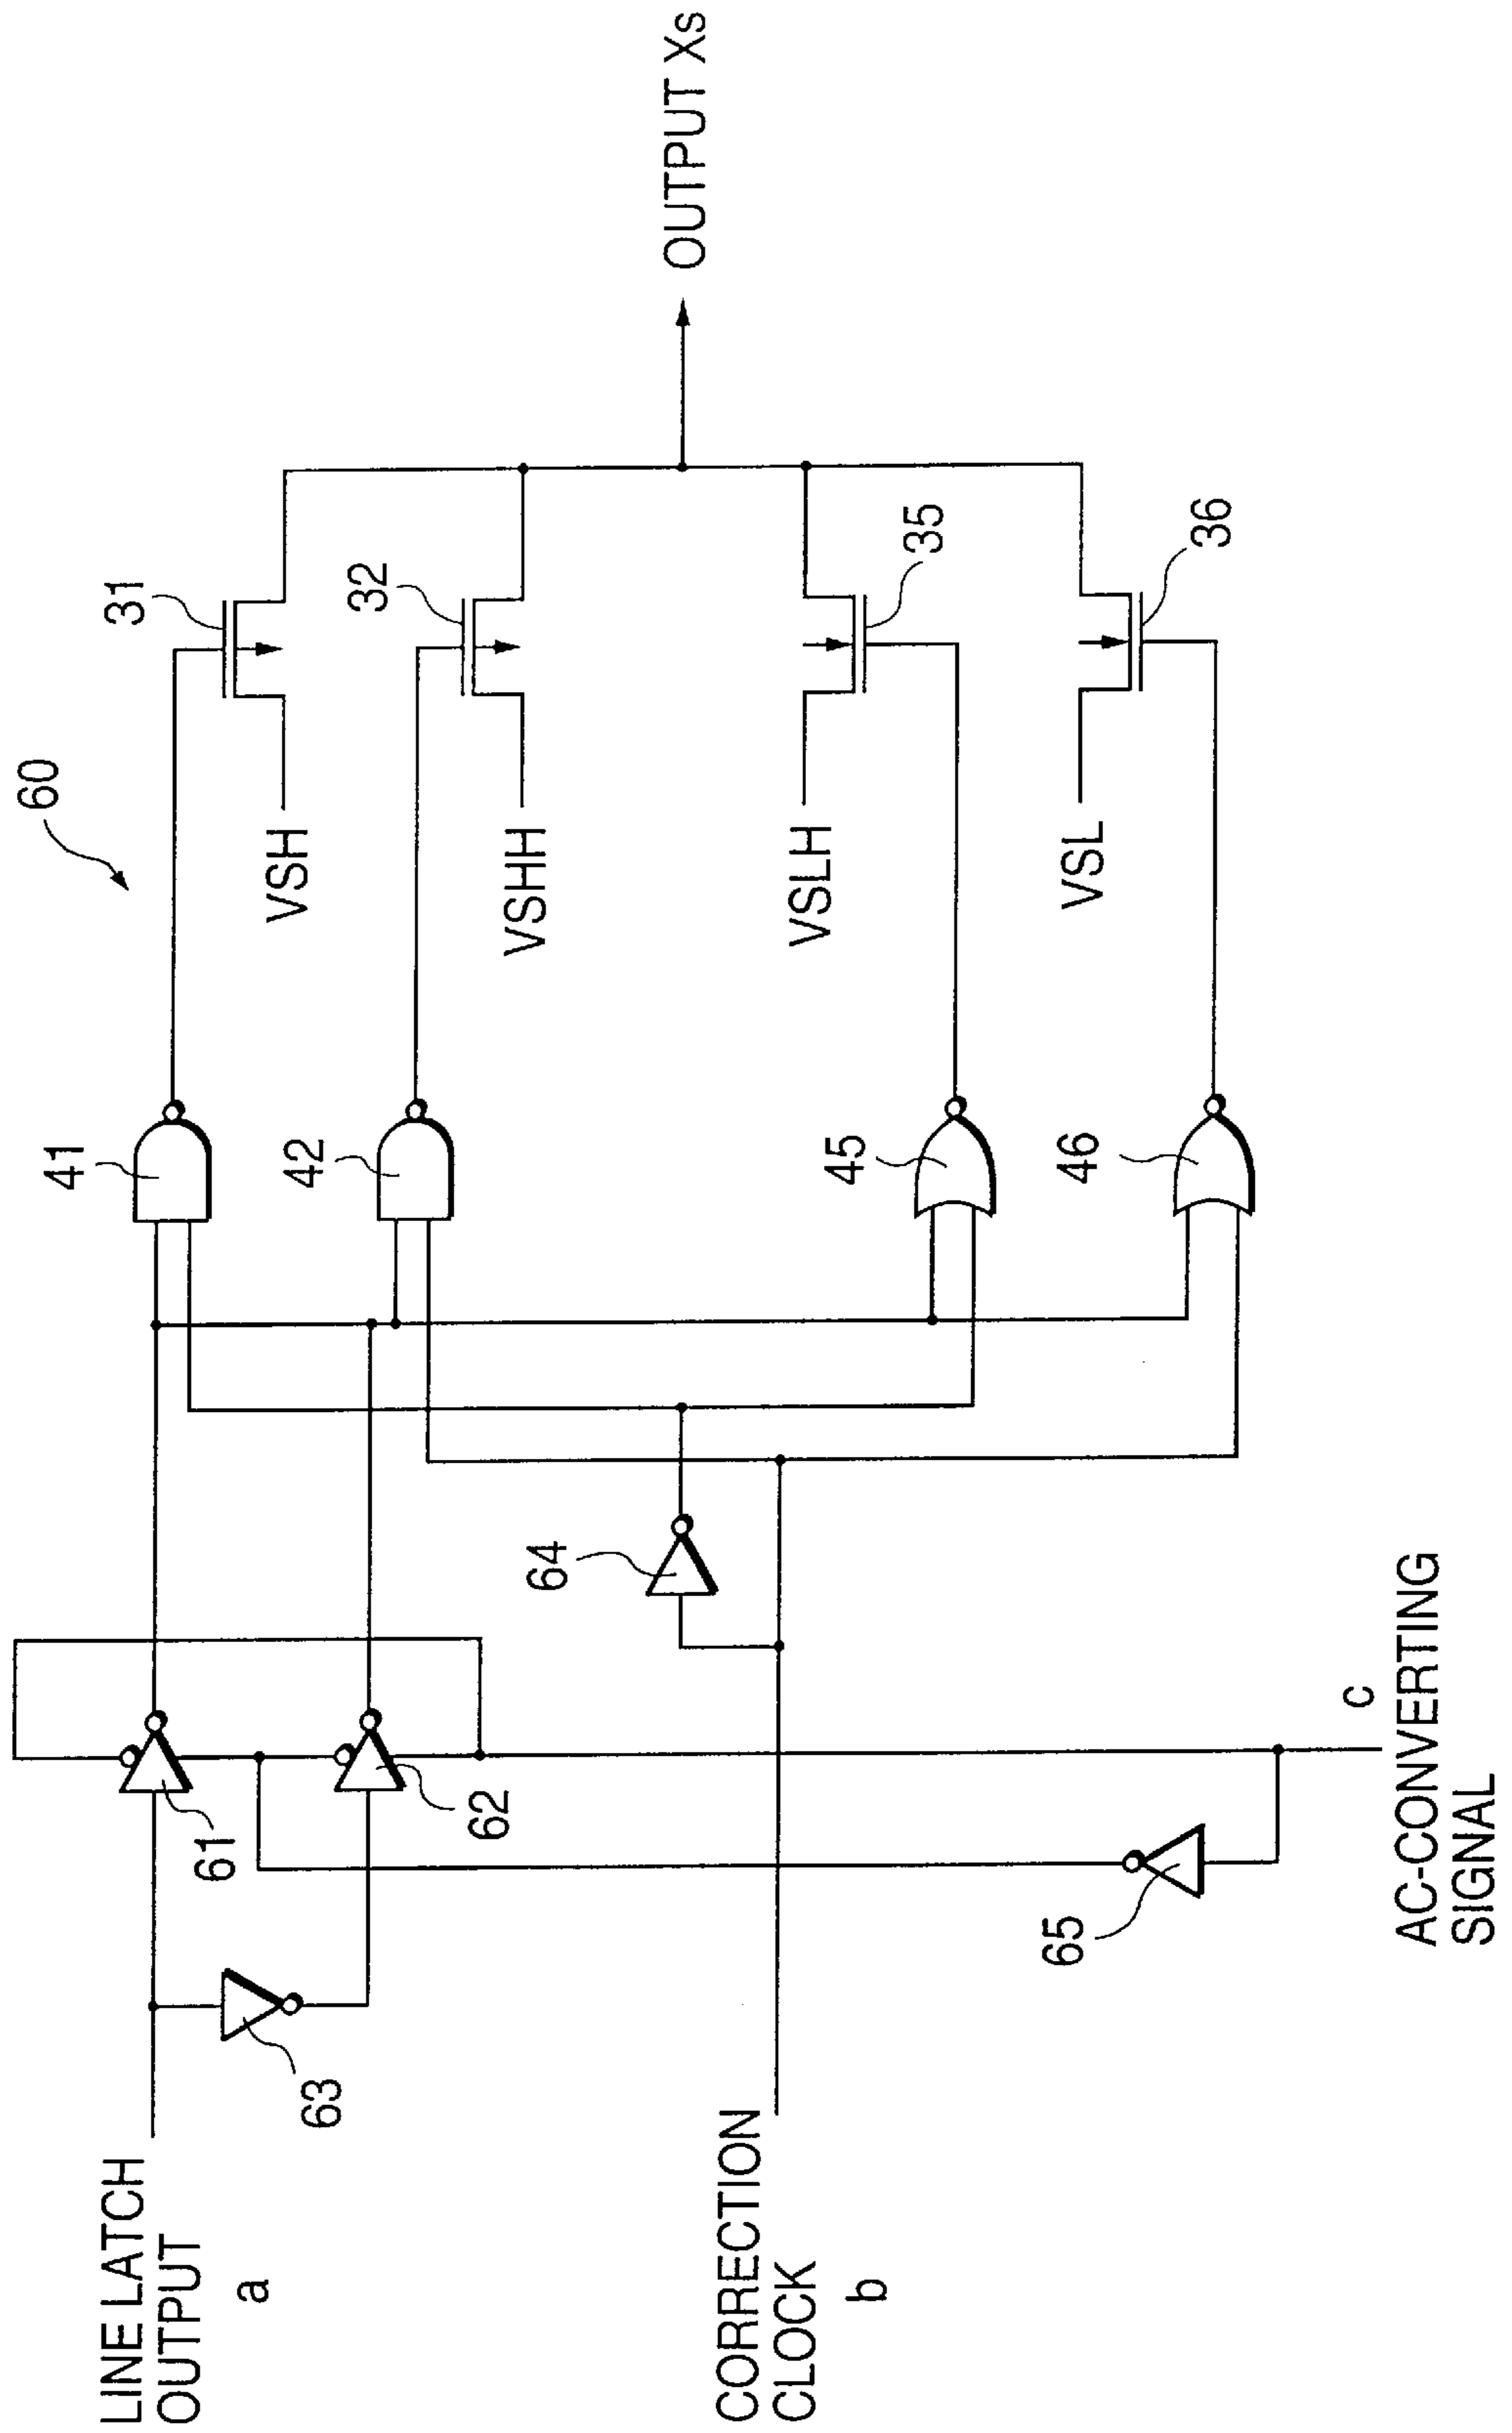 60
LINE LATCH
OUTPUT
a
63
61
62
41
42
31
32
VSH
VSHH
OUTPUT Xs
CORRECTION
CLOCK
b
64
65
45
46
VSLH
VSL
35
36
c
AC-CONVERTING
SIGNAL